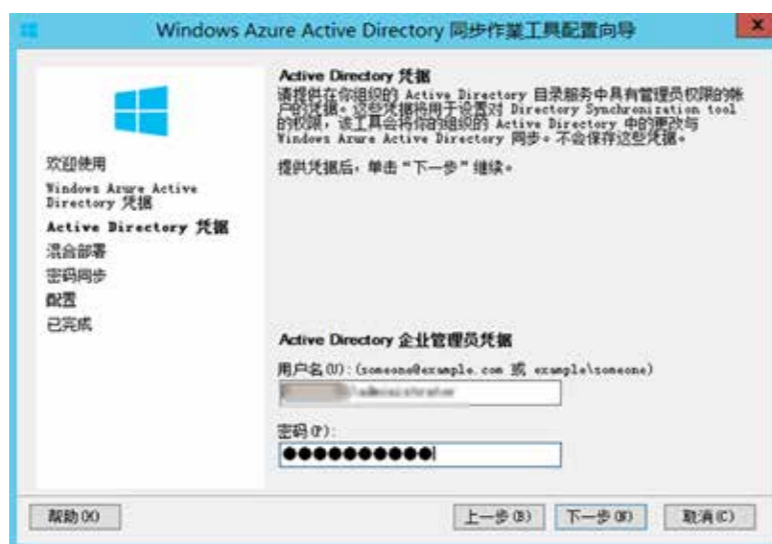 Windows Azure Active Directory 同步作業工具配置向导
x
欢迎使用
Windows Azure Active
Directory 凭据
Active Directory 凭据
混合部署
密码同步
配置
已完成
Active Directory 凭据
请提供在你组织的 Active Directory 目录服务中具有管理员权限的帐
户的凭据。这些凭据将用于设置对 Directory Synchronization tool
的权限，该工具会将你的组织的 Active Directory 中的更改与
Windows Azure Active Directory 同步。不会保存这些凭据。
提供凭据后，单击“下一步”继续。
Active Directory 企业管理员凭据
用户名(U):(someone@example.com 或 example\someone)
\administrator
密码(P):
●●●●●●●●●●
帮助(H)
上一步(B)
下一步(N)
取消(C)